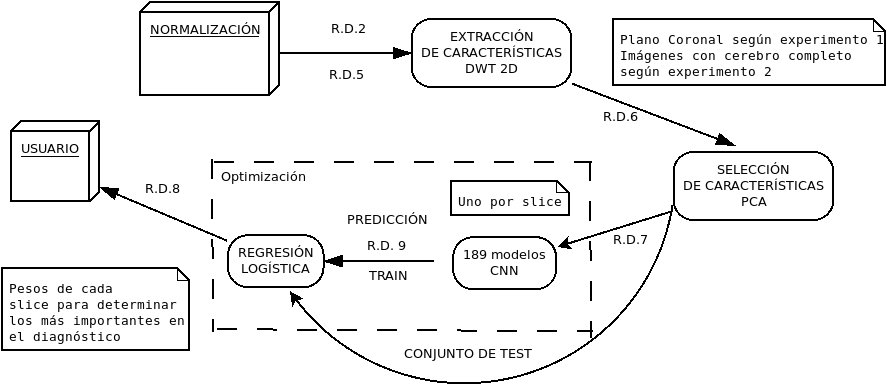 NORMALIZACIÓN
R.D.2
R.D.5
EXTRACCIÓN
DE CARACTERÍSTICAS
DWT 2D
Plano Coronal según experimento 1
Imágenes con cerebro completo
según experimento 2
R.D.6
USUARIO
R.D.8
Optimización
Uno por slice
SELECCIÓN
DE CARACTERÍSTICAS
PCA
PREDICCIÓN
R.D. 9
TRAIN
R.D.7
REGRESIÓN
LOGÍSTICA
189 modelos
CNN
Pesos de cada
slice para determinar
los más importantes en
el diagnóstico
CONJUNTO DE TEST